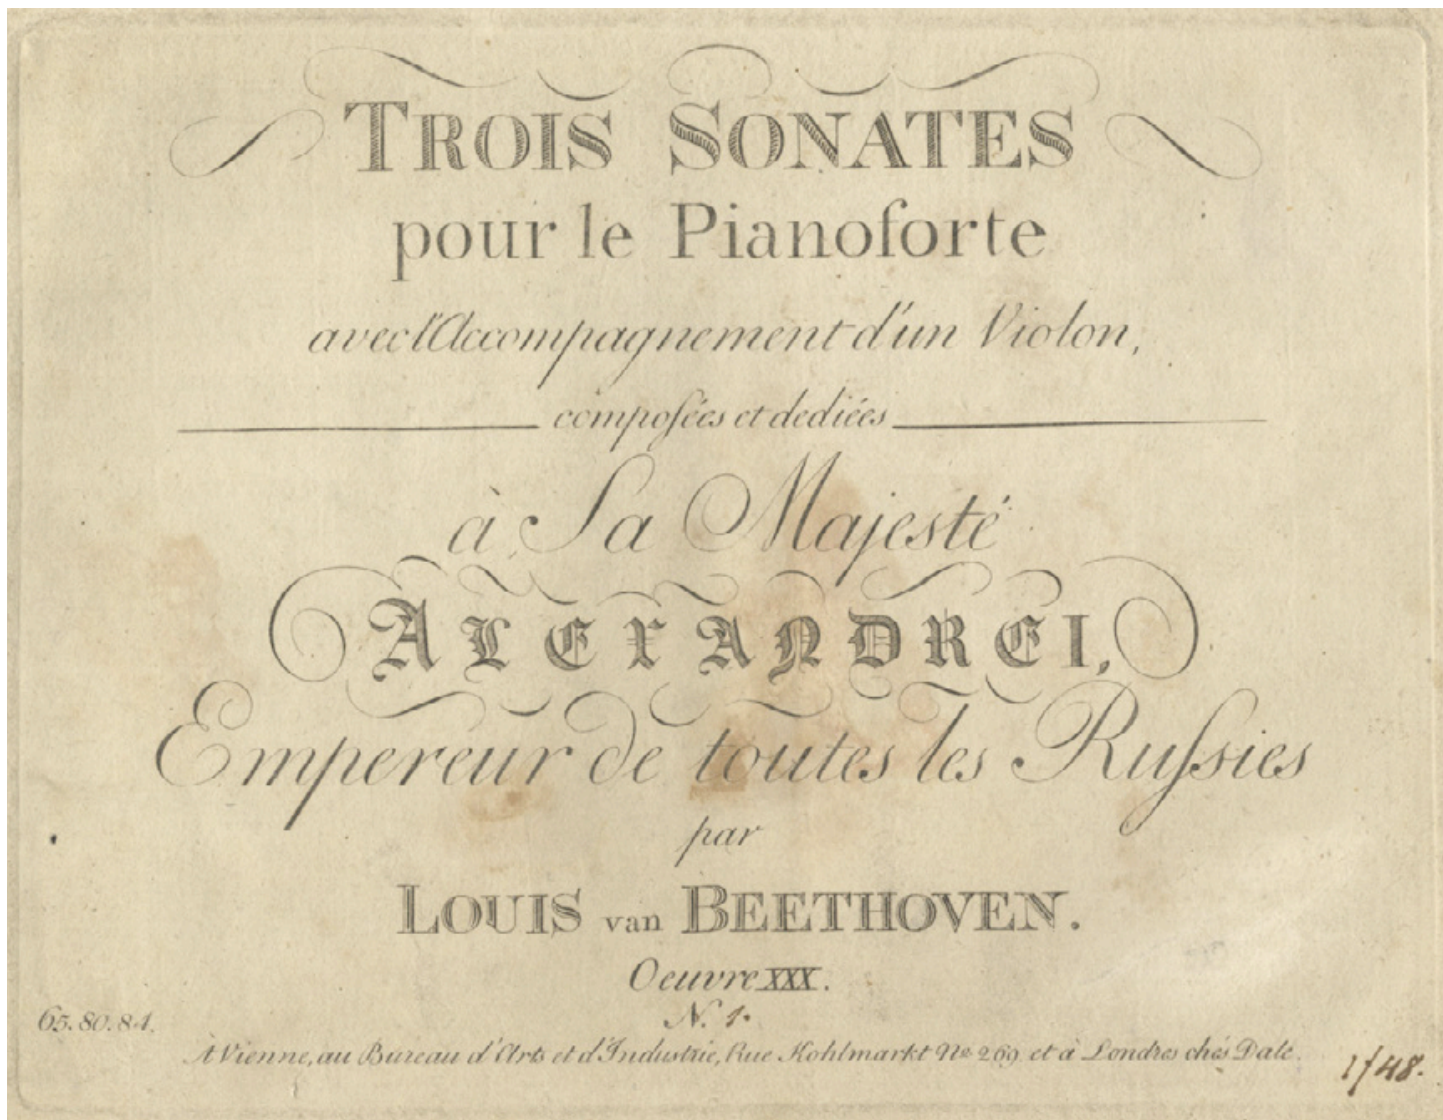 TROIS SONATES
pour le Pianoforte
avec l'Accompagnement d'un Violon,
composées et dediées
à Sa Majesté
ALEXANDRE I,
Empereur de toutes les Russies
par
LOUIS van BEETHOVEN.
Oeuvre XXX.
N. 1.
65. 80. 84.
À Vienne, au Bureau d'Arts et d'Industrie, Rue Kohlmarkt No 269 et à Londres chés Dale.
1/48.